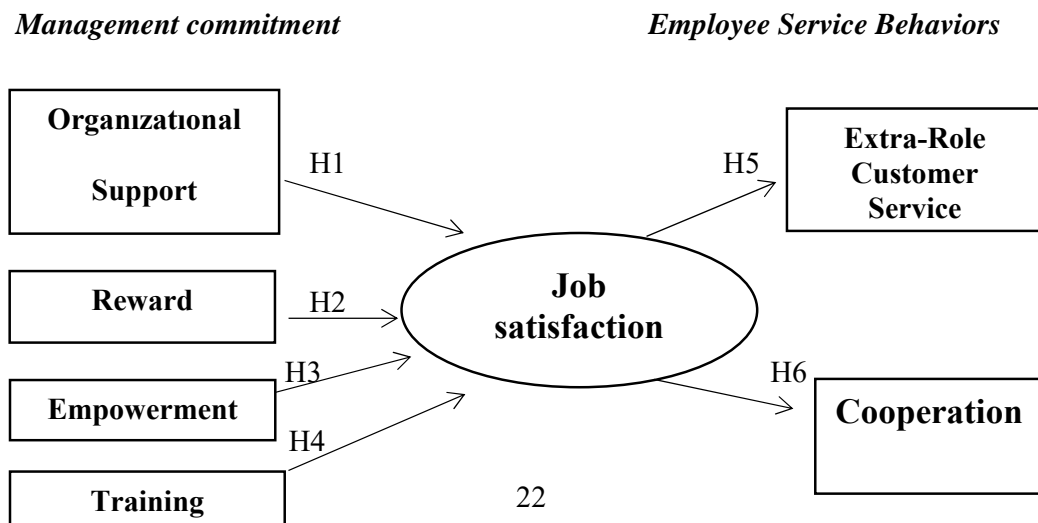 Management commitment
Employee Service Behaviors
Organızatıonal
Support
H1
H5
Extra-Role
Customer
Service
Reward
H2
Job
satisfaction
H3
Empowerment
H6
Cooperation
H4
Training
22